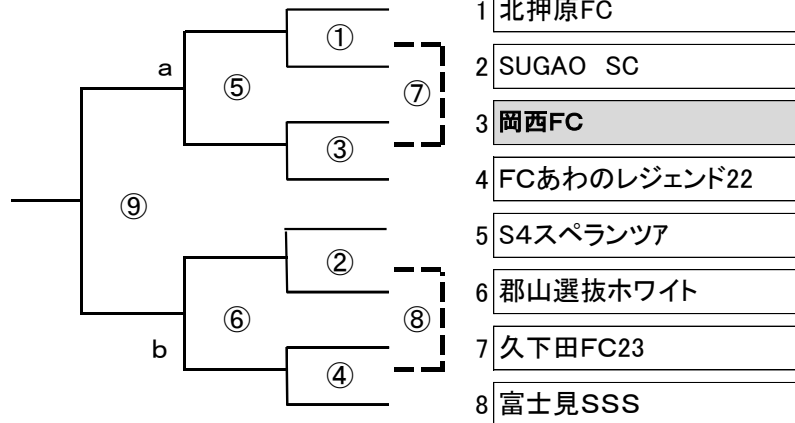 1 北押原FC
①
a
2 SUGAO SC
⑤
⑦
3 岡西FC
③
4 FCあわのレジェンド22
⑨
5 S4スペランツア
②
6 郡山選抜ホワイト
⑥
⑧
b
7 久下田FC23
④
8 富士見SSS